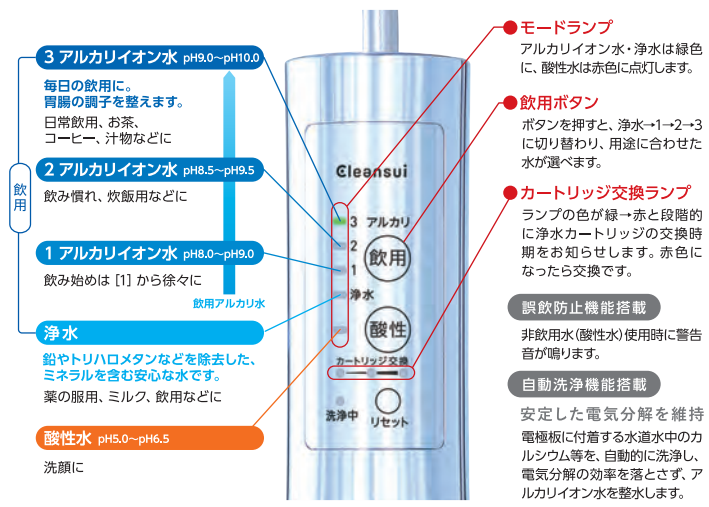 3 アルカリイオン水 pH9.0～pH10.0
毎日の飲用に。
胃腸の調子を整えます。
日常飲用、お茶、
コーヒー、汁物などに
2 アルカリイオン水 pH8.5～pH9.5
飲み慣れ、炊飯用などに
飲用
1 アルカリイオン水 pH8.0～pH9.0
飲み始めは［1］から徐々に
飲用アルカリ水
浄水
鉛やトリハロメタンなどを除去した、
ミネラルを含む安心な水です。
薬の服用、ミルク、飲用などに
酸性水 pH5.0～pH6.5
洗顔に
Cleansui
3 アルカリ
2
1
飲用
浄水
酸性
カートリッジ交換
洗浄中
リセット
モードランプ
アルカリイオン水・浄水は緑色
に、酸性水は赤色に点灯します。
飲用ボタン
ボタンを押すと、浄水→1→2→3
に切り替わり、用途に合わせた
水が選べます。
カートリッジ交換ランプ
ランプの色が緑→赤と段階的
に浄水カートリッジの交換時
期をお知らせします。赤色に
なったら交換です。
誤飲防止機能搭載
非飲用水（酸性水）使用時に警告
音が鳴ります。
自動洗浄機能搭載
安定した電気分解を維持
電極板に付着する水道水中のカ
ルシウム等を、自動的に洗浄し、
電気分解の効率を落とさず、ア
ルカリイオン水を整水します。